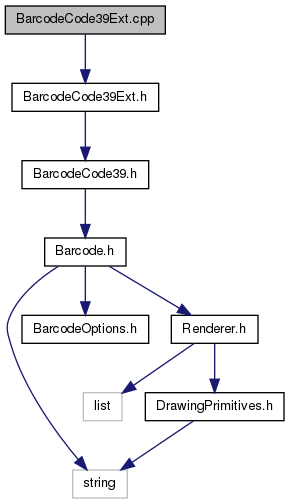 BarcodeCode39Ext.cpp
BarcodeCode39Ext.h
BarcodeCode39.h
Barcode.h
BarcodeOptions.h
Renderer.h
list
DrawingPrimitives.h
string